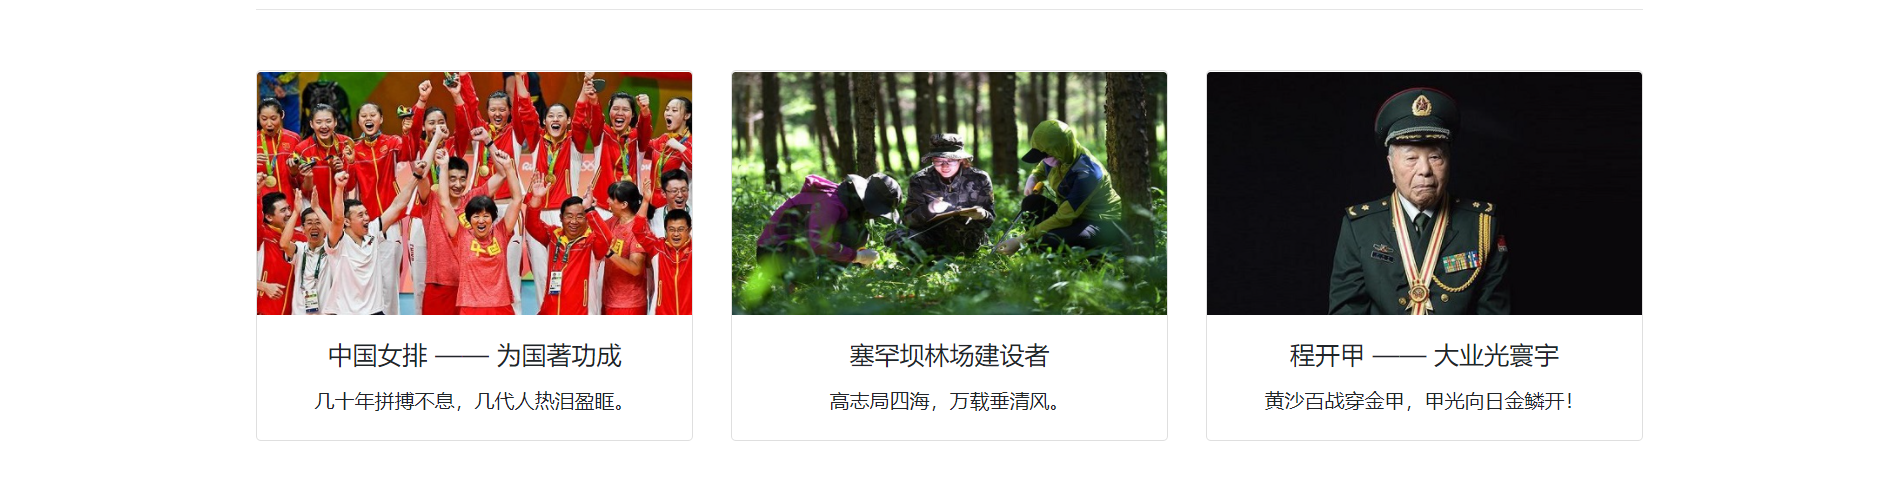 中国女排 —— 为国著功成
几十年拼搏不息，几代人热泪盈眶。
塞罕坝林场建设者
高志局四海，万载垂清风。
程开甲 —— 大业光寰宇
黄沙百战穿金甲，甲光向日金鳞开！
中国